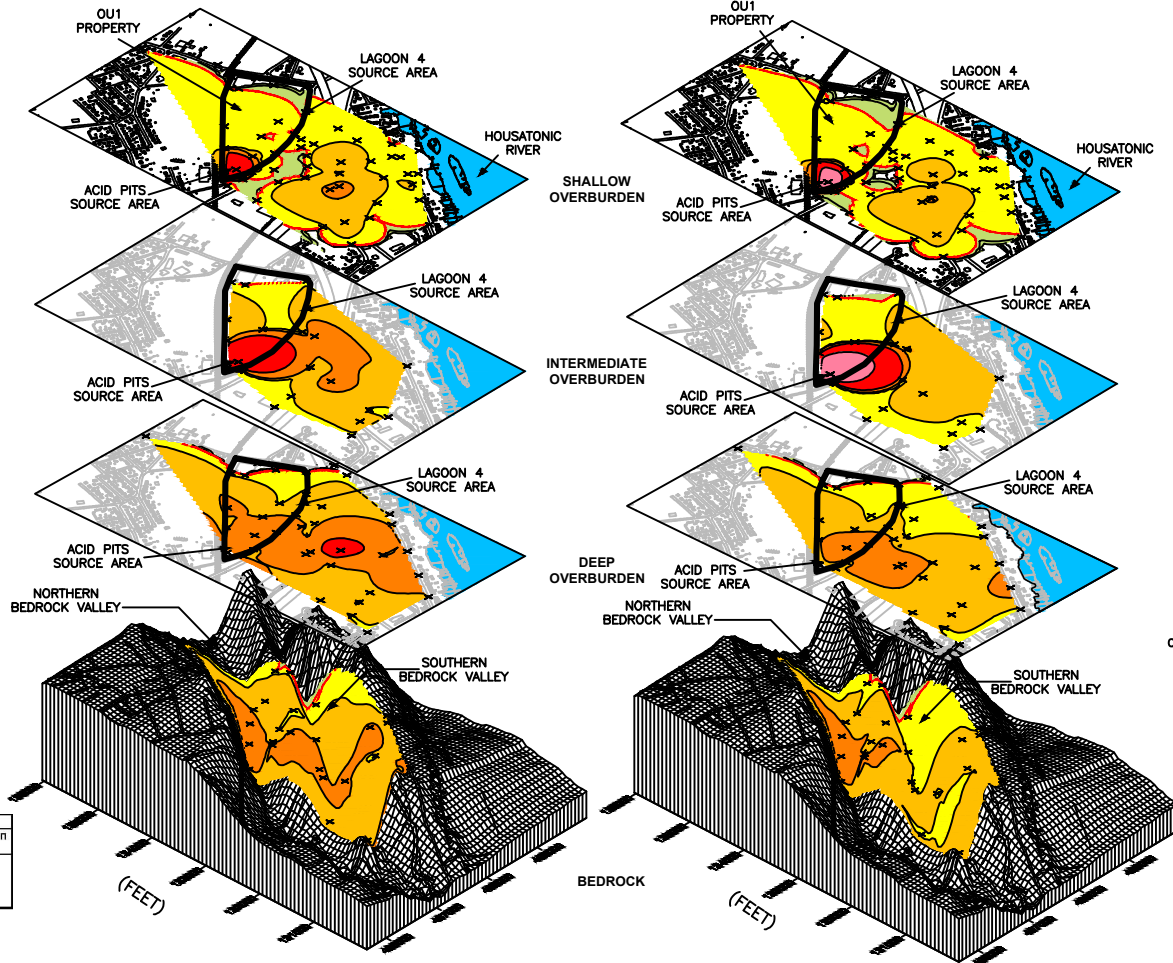 OU1
PROPERTY
LAGOON 4
SOURCE AREA
HOUSATONIC
RIVER
ACID PITS
SOURCE AREA
SHALLOW
OVERBURDEN
OU1
PROPERTY
LAGOON 4
SOURCE AREA
HOUSATONIC
RIVER
ACID PITS
SOURCE AREA
LAGOON 4
SOURCE AREA
ACID PITS
SOURCE AREA
INTERMEDIATE
OVERBURDEN
LAGOON 4
SOURCE AREA
ACID PITS
SOURCE AREA
LAGOON 4
SOURCE AREA
ACID PITS
SOURCE AREA
DEEP
OVERBURDEN
LAGOON 4
SOURCE AREA
ACID PITS
SOURCE AREA
NORTHERN
BEDROCK VALLEY
SOUTHERN
BEDROCK VALLEY
NORTHERN
BEDROCK VALLEY
SOUTHERN
BEDROCK VALLEY
(FEET)
BEDROCK
(FEET)